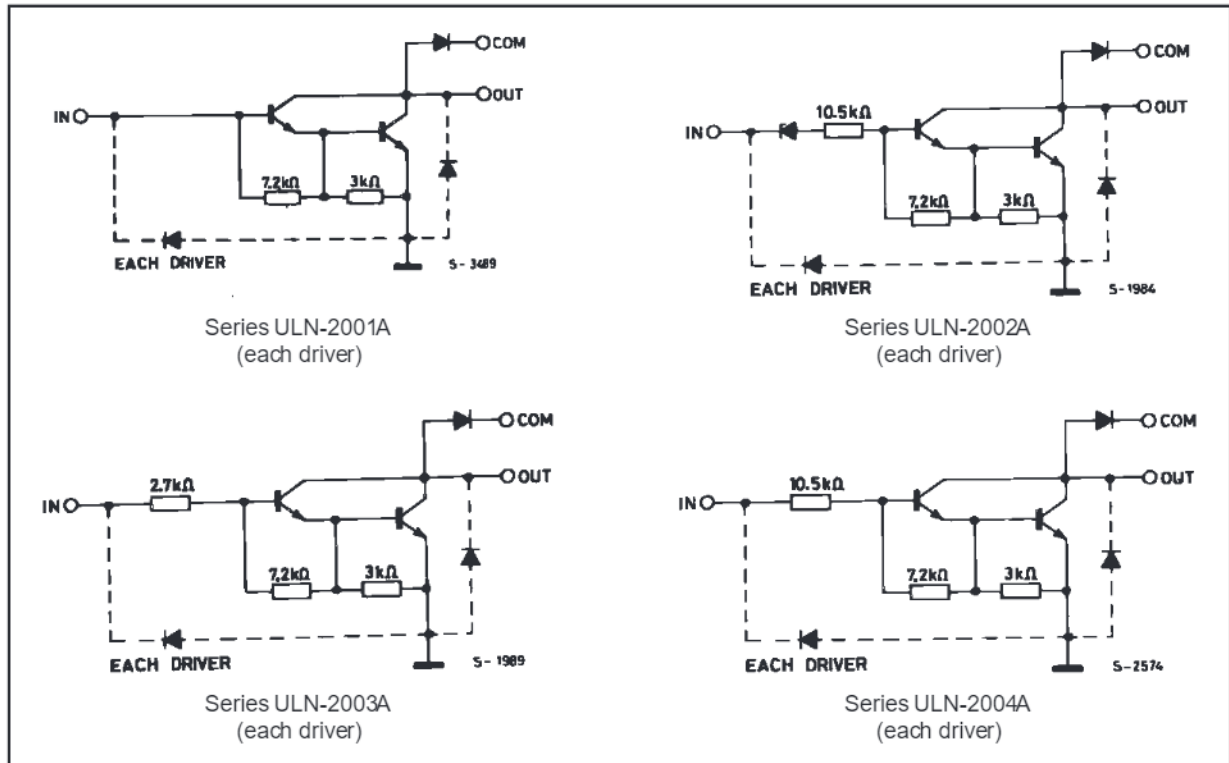 COM
OUT
IN
7.2kΩ
3kΩ
EACH DRIVER
S-3489
Series ULN-2001A
(each driver)
COM
OUT
IN
10.5kΩ
7.2kΩ
3kΩ
EACH DRIVER
S-1984
Series ULN-2002A
(each driver)
COM
OUT
IN
2.7kΩ
7.2kΩ
3kΩ
EACH DRIVER
S-1989
Series ULN-2003A
(each driver)
COM
OUT
IN
10.5kΩ
7.2kΩ
3kΩ
EACH DRIVER
S-2574
Series ULN-2004A
(each driver)